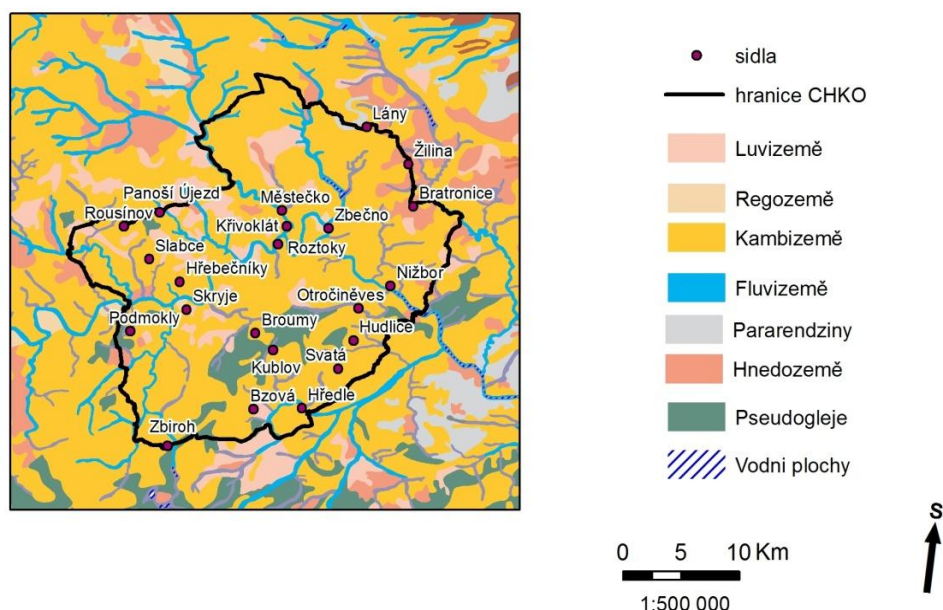 Lány
Žilina
Bratronice
Panoší Újezd
Městečko
Rousínov
Křivoklát
Zbečno
Roztoky
Slabce
Hřebečníky
Nižbor
Skryje
Otročiněves
Podmokly
Broumy
Hudlice
Kublov
Svatá
Bzová
Hředle
Zbiroh
sidla
hranice CHKO
Luvizemě
Regozemě
Kambizemě
Fluvizemě
Pararendziny
Hnedozemě
Pseudogleje
Vodni plochy
0 5 10 Km
1:500 000
S